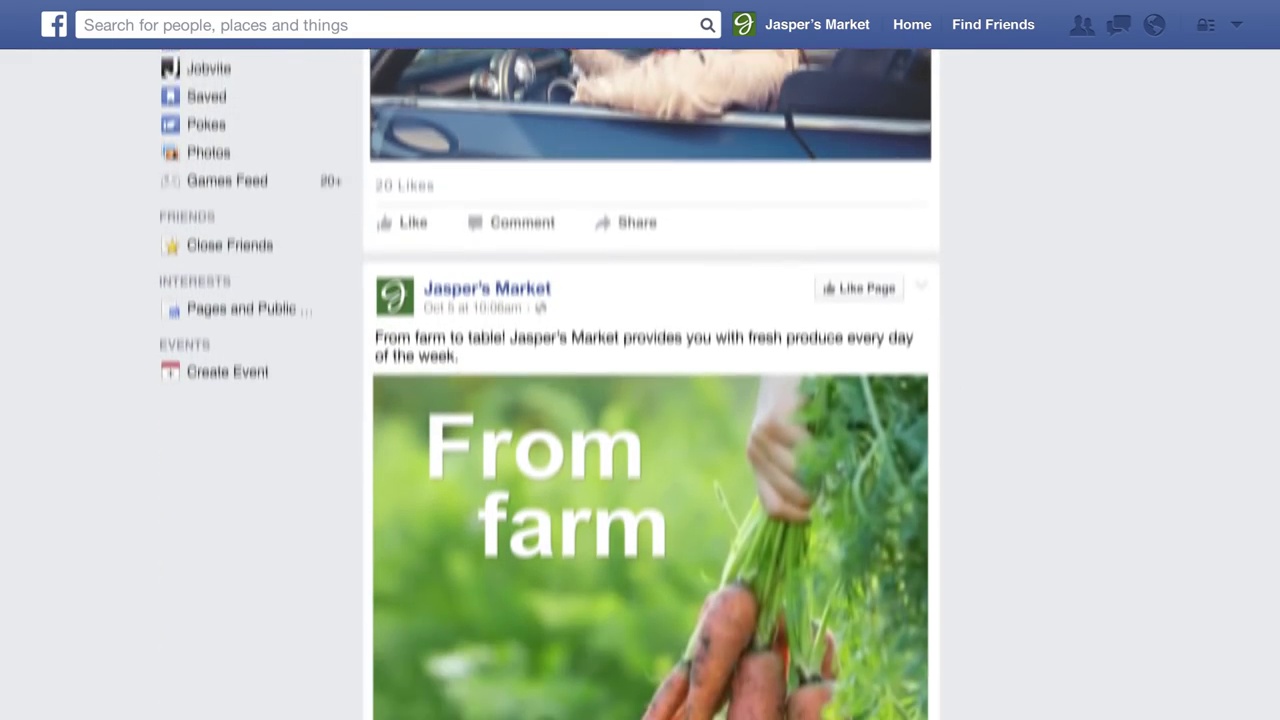 Search for people, places and things
Jasper's Market
Home
Find Friends
Jobvite
Saved
Pokes
Photos
Games Feed 20+
FRIENDS
Close Friends
INTERESTS
Pages and Public ...
EVENTS
Create Event
20 Likes
Like Comment Share
Jasper's Market
Oct 5 at 10:06am
Like Page
From farm to table! Jasper's Market provides you with fresh produce every day
of the week.
From
farm